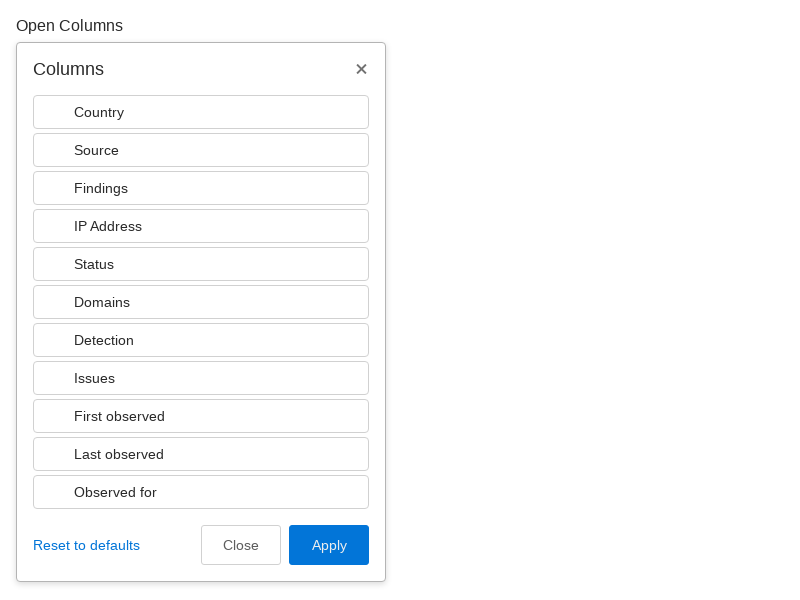 Open Columns
Columns
Country
Source
Findings
IP Address
Status
Domains
Detection
Issues
First observed
Last observed
Observed for
Reset to defaults
Close
Apply